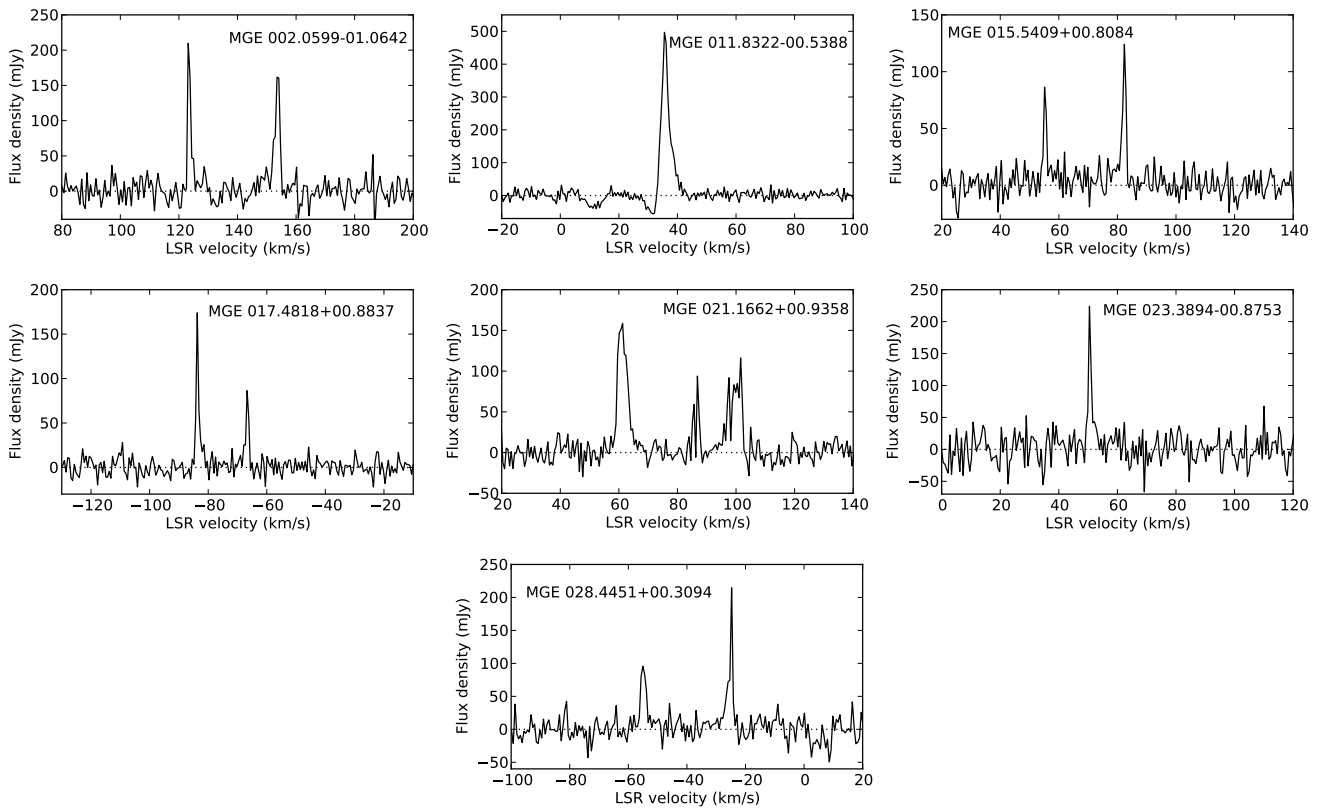 MGE 002.0599-01.0642
Flux density (mJy)
250
200
150
100
50
0
80 100 120 140 160 180 200
LSR velocity (km/s)
MGE 011.8322-00.5388
Flux density (mJy)
500
400
300
200
100
0
−20 0 20 40 60 80 100
LSR velocity (km/s)
MGE 015.5409+00.8084
Flux density (mJy)
150
100
50
0
20 40 60 80 100 120 140
LSR velocity (km/s)
MGE 017.4818+00.8837
Flux density (mJy)
200
150
100
50
0
−120 −100 −80 −60 −40 −20
LSR velocity (km/s)
MGE 021.1662+00.9358
Flux density (mJy)
200
150
100
50
0
−50
20 40 60 80 100 120 140
LSR velocity (km/s)
MGE 023.3894-00.8753
Flux density (mJy)
250
200
150
100
50
0
−50
0 20 40 60 80 100 120
LSR velocity (km/s)
MGE 028.4451+00.3094
Flux density (mJy)
250
200
150
100
50
0
−50
−100 −80 −60 −40 −20 0 20
LSR velocity (km/s)